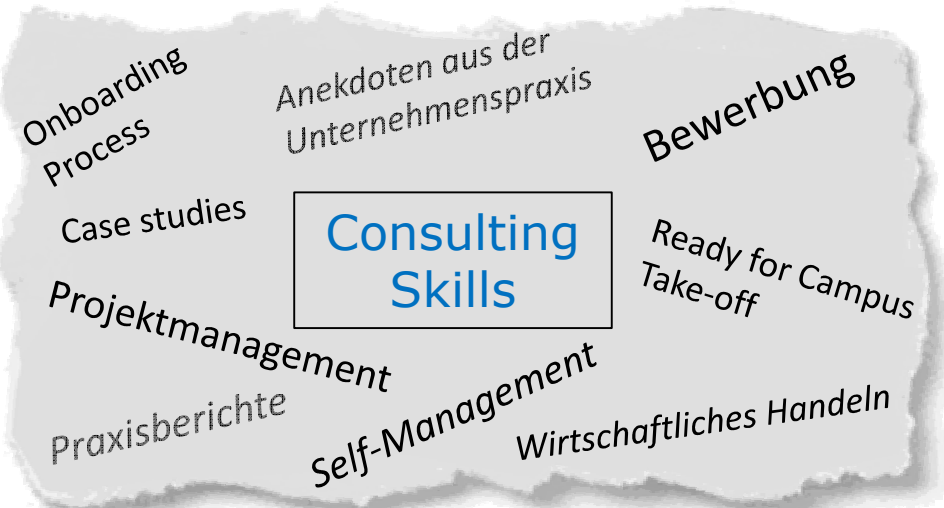 Onboarding
Process
Anekdoten aus der
Unternehmenspraxis
Bewerbung
Case studies
Consulting
Skills
Ready for Campus
Take-off
Projektmanagement
Praxisberichte
Self-Management
Wirtschaftliches Handeln